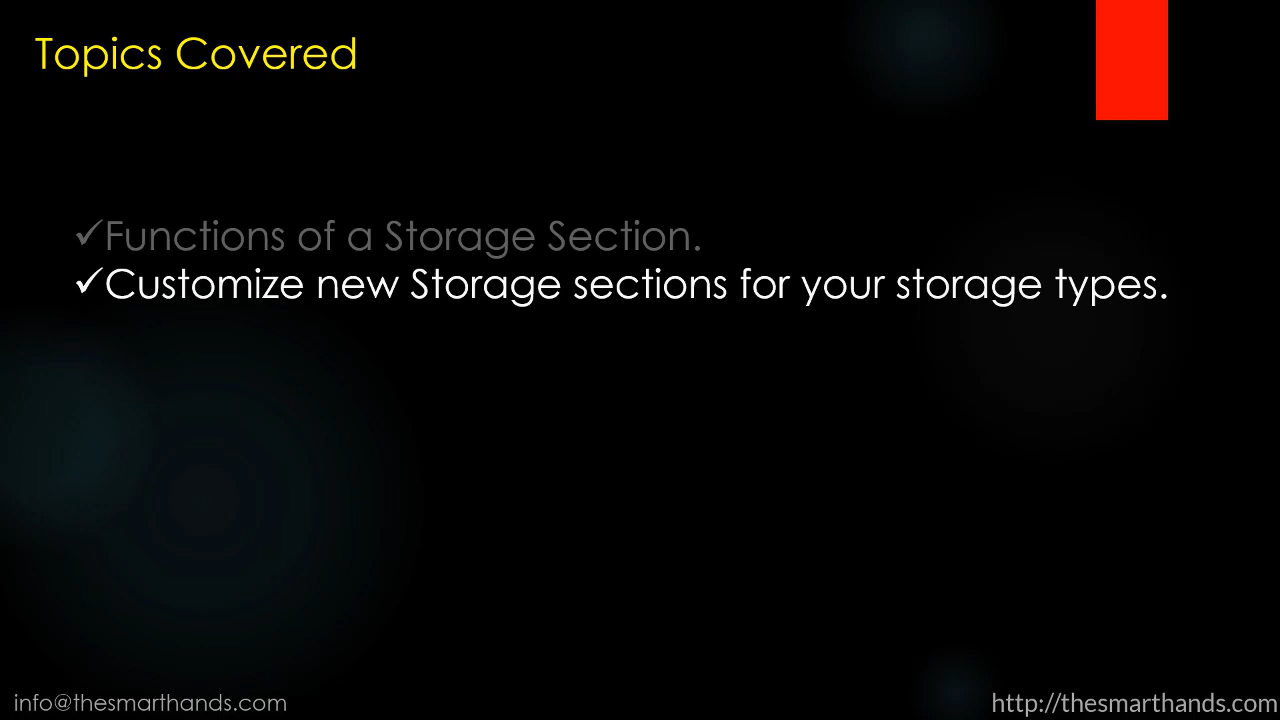 Topics Covered
✓Functions of a Storage Section.
✓Customize new Storage sections for your storage types.
info@thesmarthands.com
http://thesmarthands.com